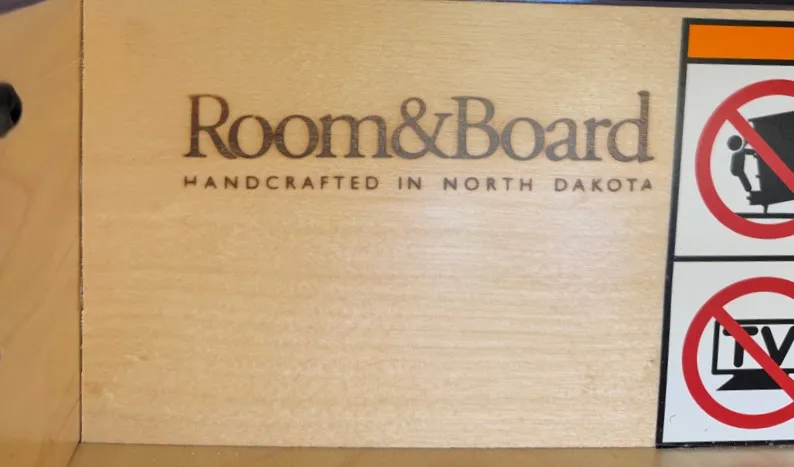 Room&Board
HANDCRAFTED IN NORTH DAKOTA
TV